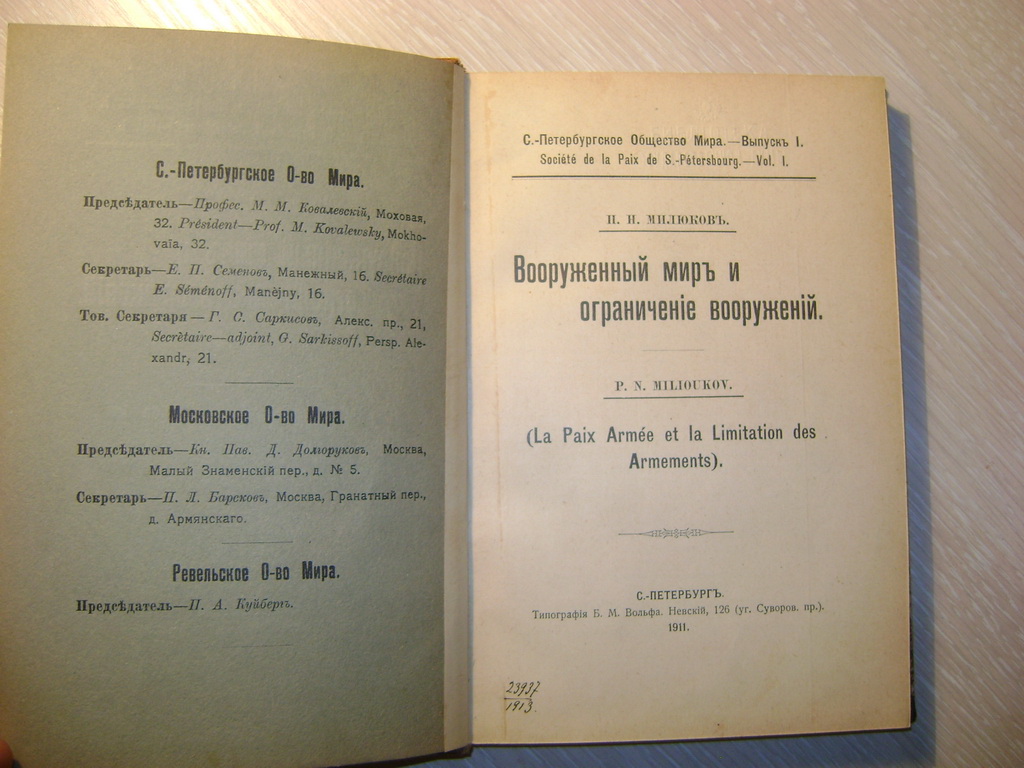 С.-Петербургское О-во Мира.
Предсѣдатель—Профес. М. М. Ковалевскій, Моховая,
32. Président—Prof. M. Kovalewsky, Mokho-
vaïa, 32.
Секретарь—Е. П. Семеновъ, Манежный, 16. Secrétaire
E. Séménoff, Manèjny, 16.
Тов. Секретаря — Г. С. Саркисовъ, Алекс. пр., 21,
Secrètaire—adjoint, G. Sarkissoff, Persp. Ale-
xandr, 21.
Московское О-во Мира.
Предсѣдатель—Кн. Пав. Д. Долгоруковъ, Москва,
Малый Знаменскій пер., д. № 5.
Секретарь—П. Л. Барсковъ, Москва, Гранатный пер.,
д. Армянскаго.
Ревельское О-во Мира.
Предсѣдатель—П. А. Куйбергъ.
С.-Петербургское Общество Мира.—Выпускъ I.
Société de la Paix de S.-Pétersbourg.—Vol. I.
П. Н. МИЛЮКОВЪ.
Вооруженный миръ и
ограниченіе вооруженій.
P. N. MILIOUKOV.
(La Paix Armée et la Limitation des
Armements).
С.-ПЕТЕРБУРГЪ.
Типографія Б. М. Вольфа. Невскій, 126 (уг. Суворов. пр.).
1911.
23937
1913